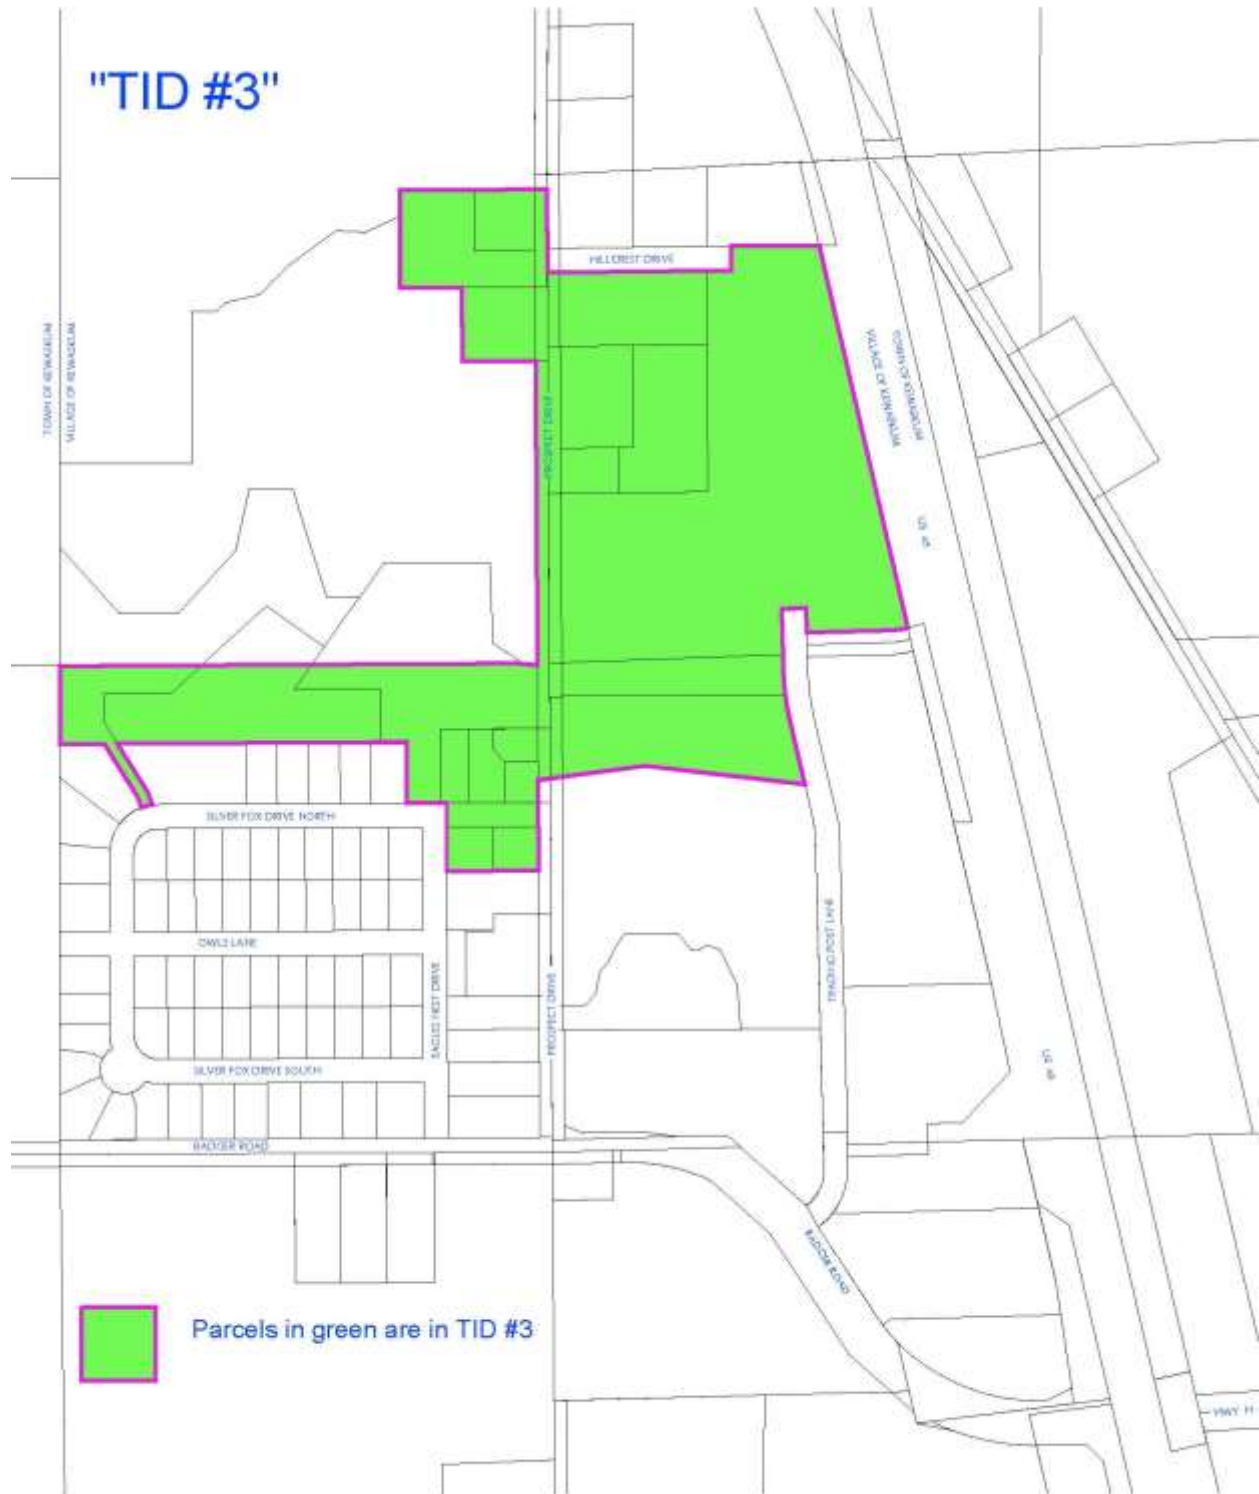 "TID #3"
HILLCREST DRIVE
TOWN OF KEWASKUM
VILLAGE OF KEWASKUM
TOWN OF KEWASKUM
VILLAGE OF KEWASKUM
PROSPECT DRIVE
US 45
SILVER FOX DRIVE NORTH
OWLS LANE
EAGLES NEST DRIVE
PROSPECT DRIVE
TRADING POST LANE
SILVER FOX DRIVE SOUTH
US 45
BADGER ROAD
BADGER ROAD
Parcels in green are in TID #3
HWY H